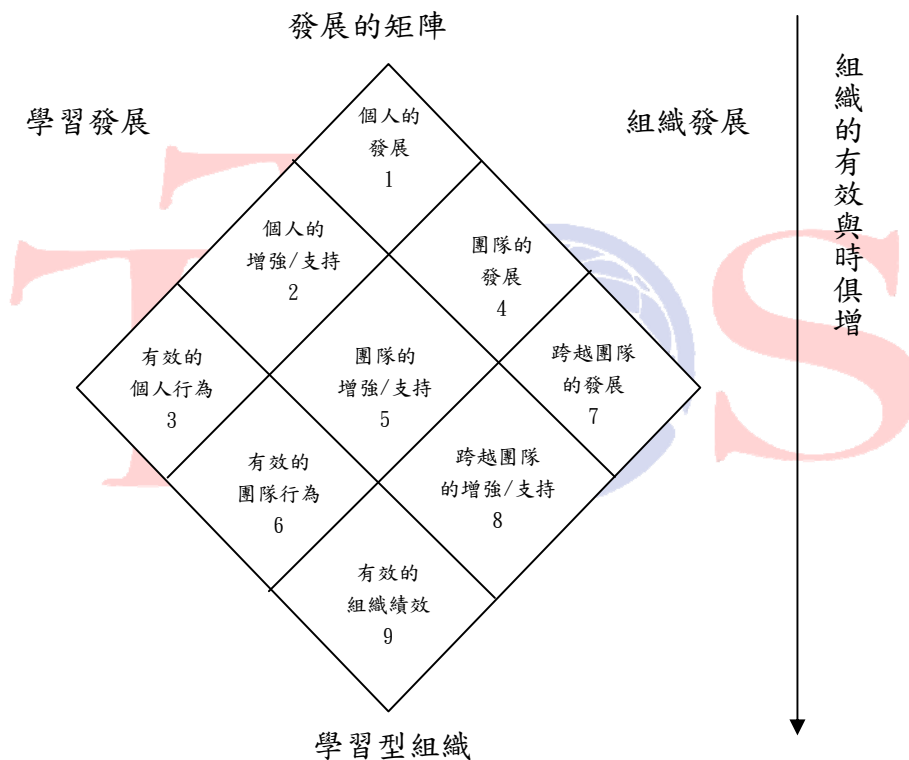 發展的矩陣
學習發展
組織發展
組織的有效與時俱增
個人的
發展
1
個人的
增強/支持
2
團隊的
發展
4
有效的
個人行為
3
團隊的
增強/支持
5
跨越團隊
的發展
7
有效的
團隊行為
6
跨越團隊
的增強/支持
8
有效的
組織績效
9
學習型組織